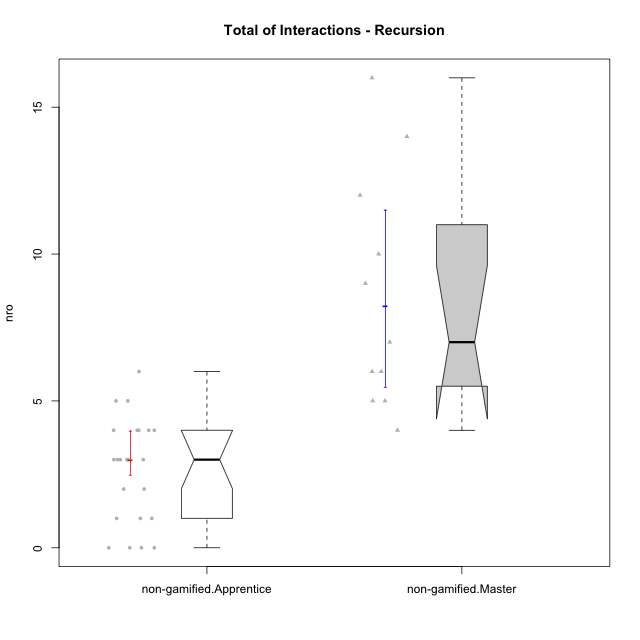 Total of Interactions - Recursion
15
10
5
0
nro
non-gamified.Apprentice
non-gamified.Master